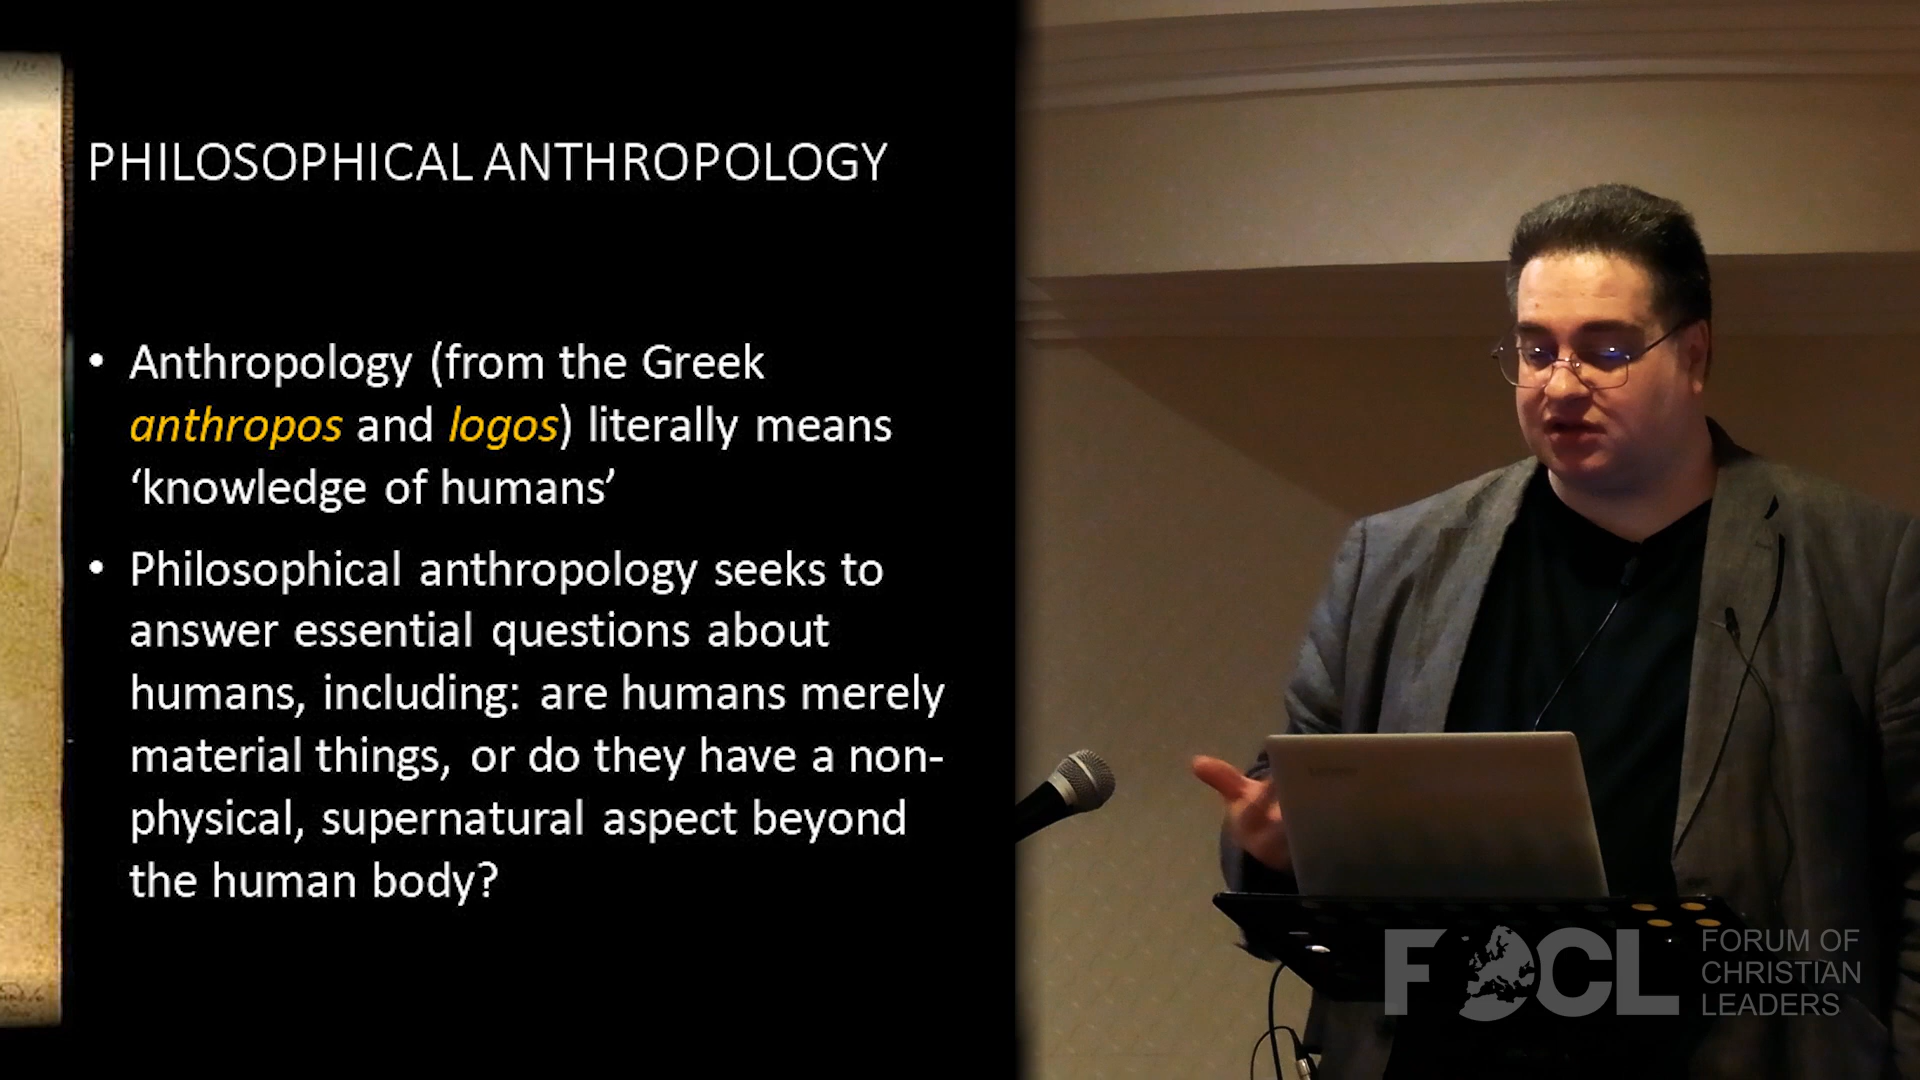 PHILOSOPHICAL ANTHROPOLOGY
• Anthropology (from the Greek
anthropos and logos) literally means
‘knowledge of humans’
• Philosophical anthropology seeks to
answer essential questions about
humans, including: are humans merely
material things, or do they have a non-
physical, supernatural aspect beyond
the human body?
FOCL
FORUM OF
CHRISTIAN
LEADERS